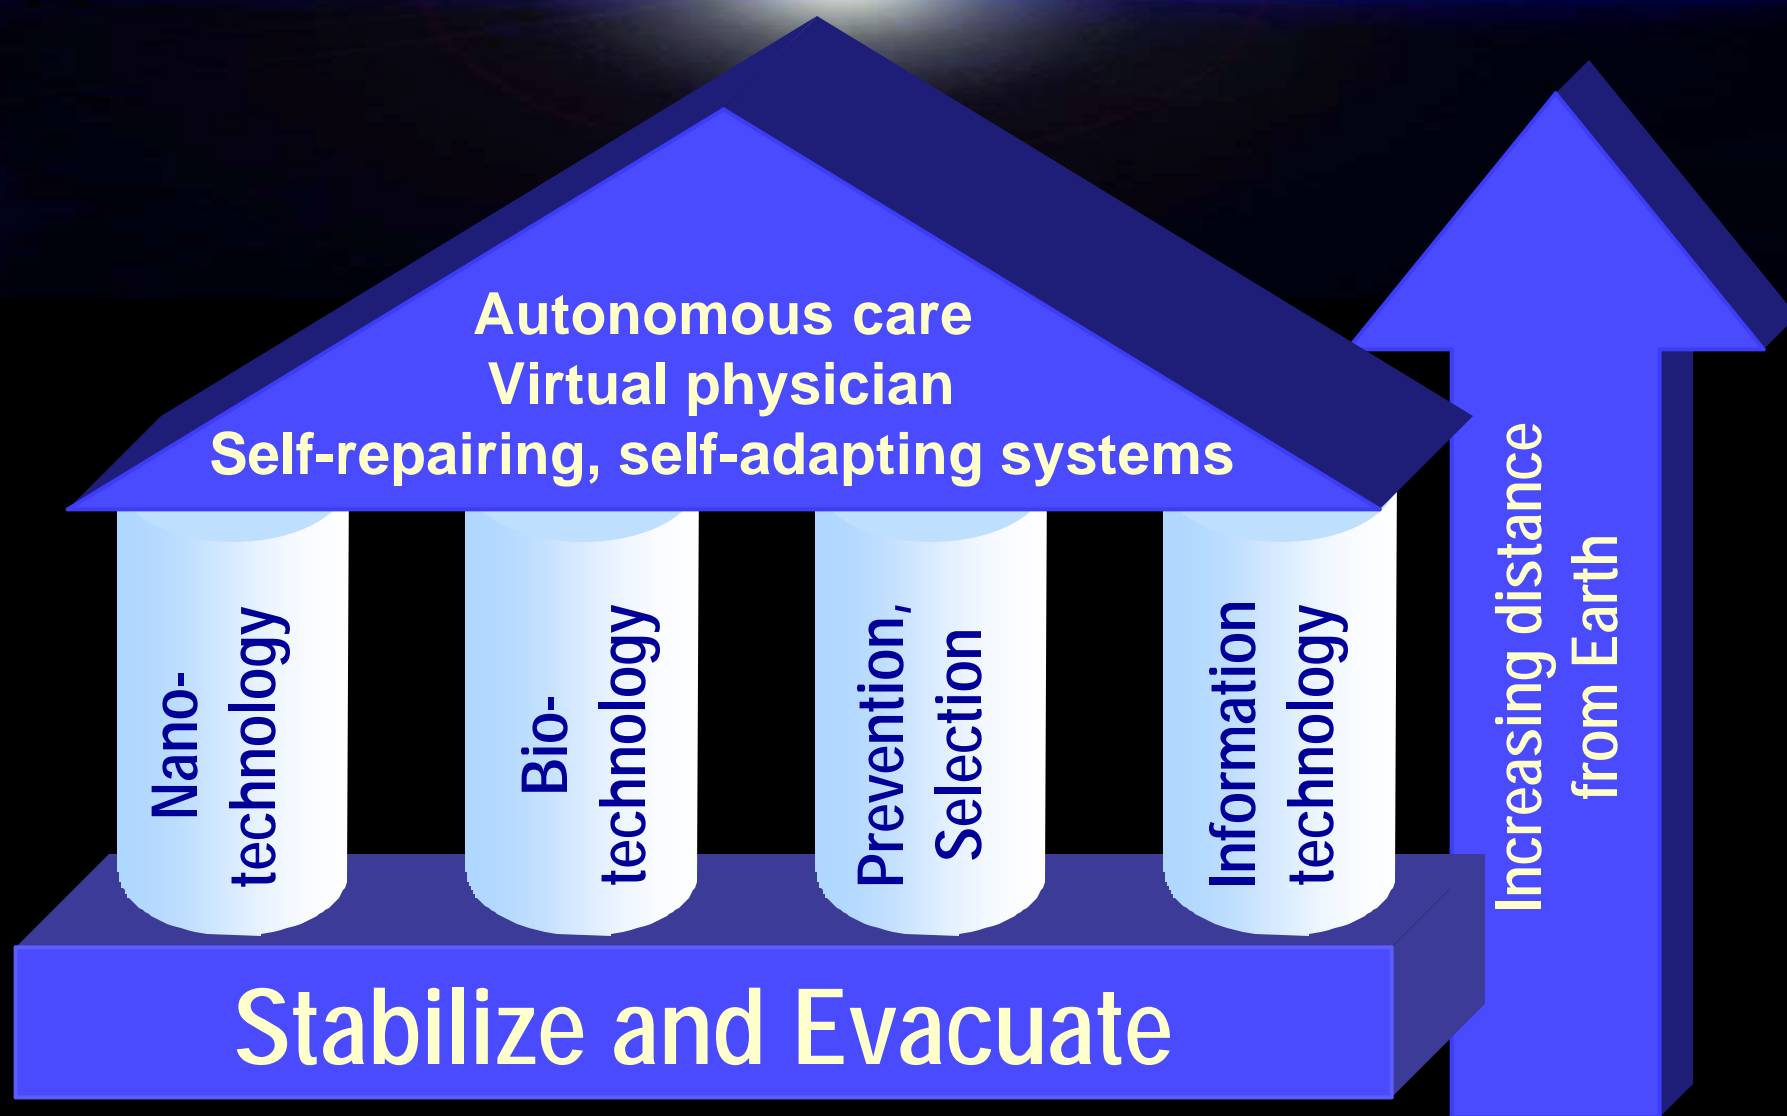 Autonomous care
Virtual physician
Self-repairing, self-adapting systems
Nano-
technology
Bio-
technology
Prevention,
Selection
Information
technology
Stabilize and Evacuate
Increasing distance
from Earth